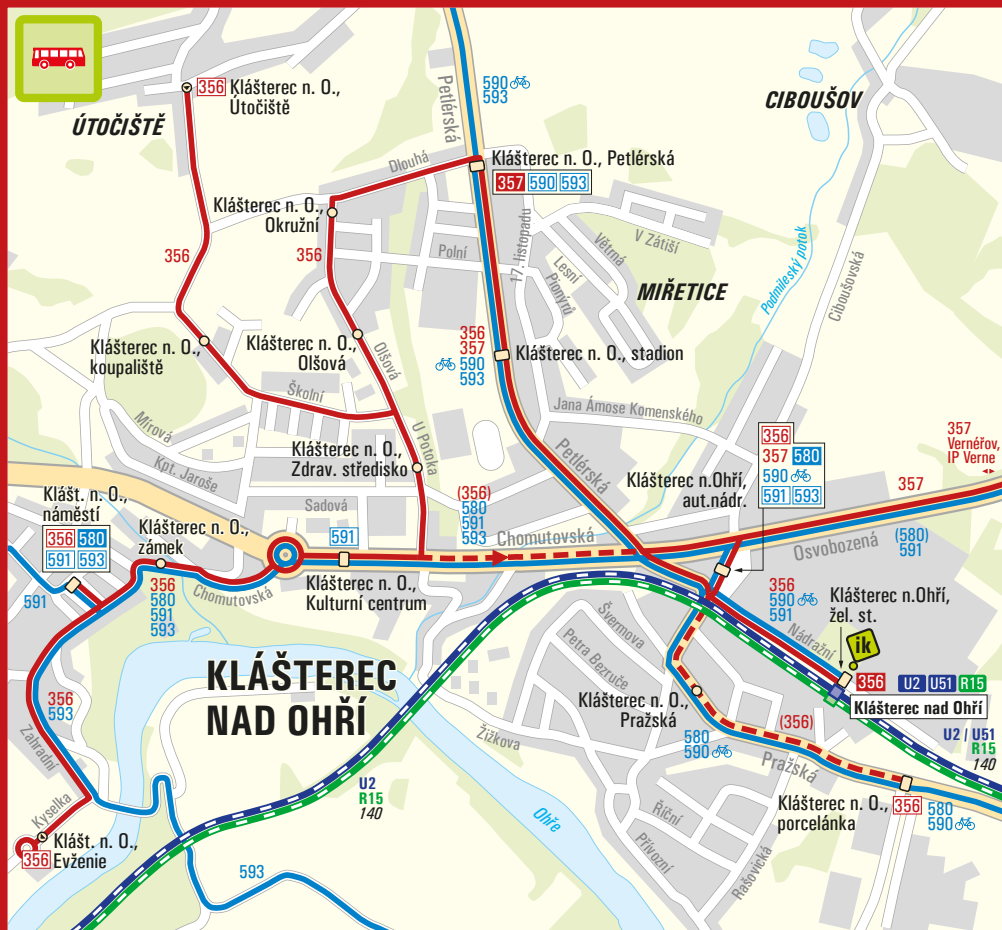 356 Klášterec n. O.,
Útočiště
ÚTOČIŠTĚ
Petlérská
590
593
CIBOUŠOV
Dlouhá
Klášterec n. O., Petlérská
357 590 593
Klášterec n. O.,
Okružní
356
356
Polní
17. listopadu
Větrná
V Zátiší
Lesní
Pionýrů
MIŘETICE
Podmileský potok
Ciboušovská
Klášterec n. O.,
koupaliště
Klášterec n. O.,
Olšová
Olšová
356
357
590
593
Klášterec n. O., stadion
Školní
Mírová
Kpt. Jaroše
U Potoka
Jana Ámose Komenského
Petlérská
Klášterec n. O.,
Zdrav. středisko
Sadová
(356)
580
591
593
Chomutovská
Klášterec n.Ohří,
aut.nádr.
356
357 580
590
591 593
357
Vernéřov,
IP Verne
357
Osvobozená
(580)
591
Klášt. n. O.,
náměstí
356 580
591 593
Klášterec n. O.,
zámek
591
Klášterec n. O.,
Kulturní centrum
Chomutovská
591
356
580
591
593
356
590
591
Klášterec n.Ohří,
žel. st.
Nádražní
ik
356 U2 U51 R15
Klášterec nad Ohří
U2 / U51
R15
140
Švermova
Petra Bezruče
Klášterec n. O.,
Pražská
(356)
580
590
Pražská
KLÁŠTEREC
NAD OHŘÍ
356
593
Zahradní
Žižkova
Kyselka
Klášt. n. O.,
Evženie
356
U2
R15
140
593
Ohře
Říční
Přívozní
Rašovická
Klášterec n. O.,
porcelánka
356 580
590